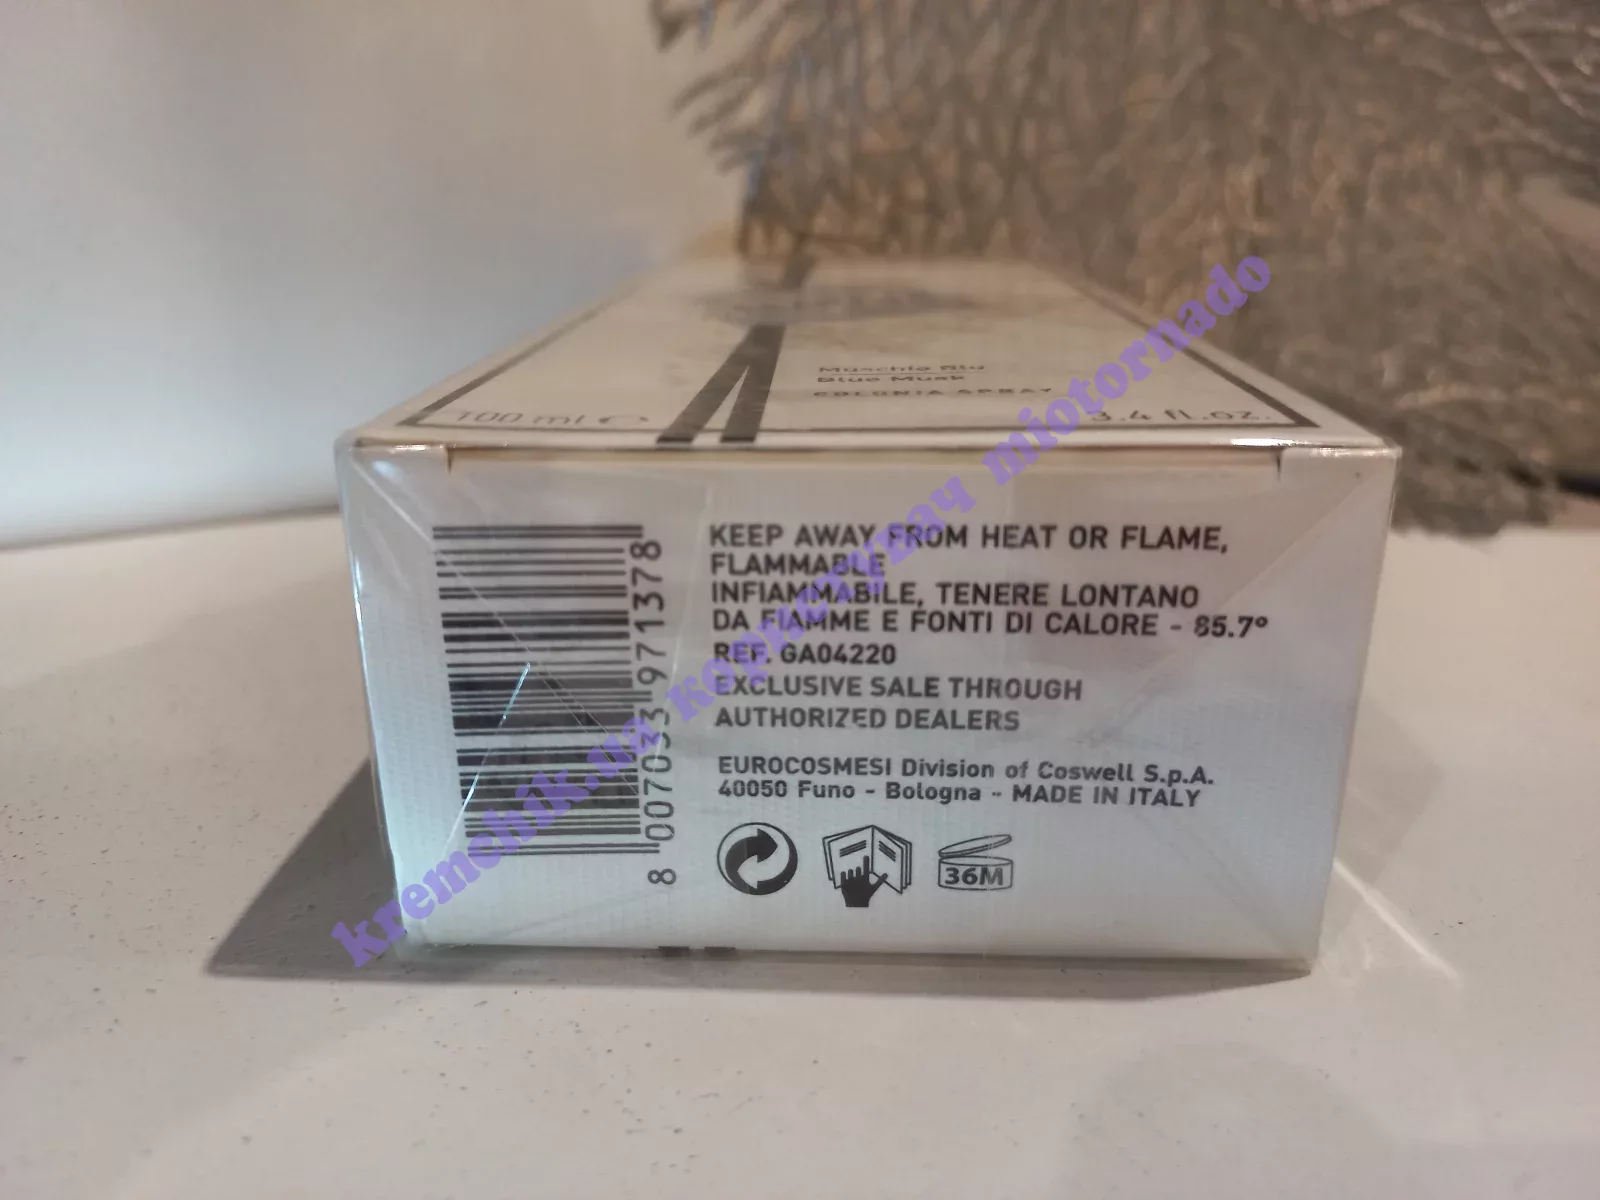 Muschio Blu
Blue Musk
COLONIA SPRAY
100 ml ℮
3.4 fl.oz.
KEEP AWAY FROM HEAT OR FLAME,
FLAMMABLE
INFIAMMABILE, TENERE LONTANO
DA FIAMME E FONTI DI CALORE - 85.7°
REF. GA04220
EXCLUSIVE SALE THROUGH
AUTHORIZED DEALERS
EUROCOSMESI Division of Coswell S.p.A.
40050 Funo - Bologna - MADE IN ITALY
36M
8 007033 971378
kremchik.ua користувач miotornado